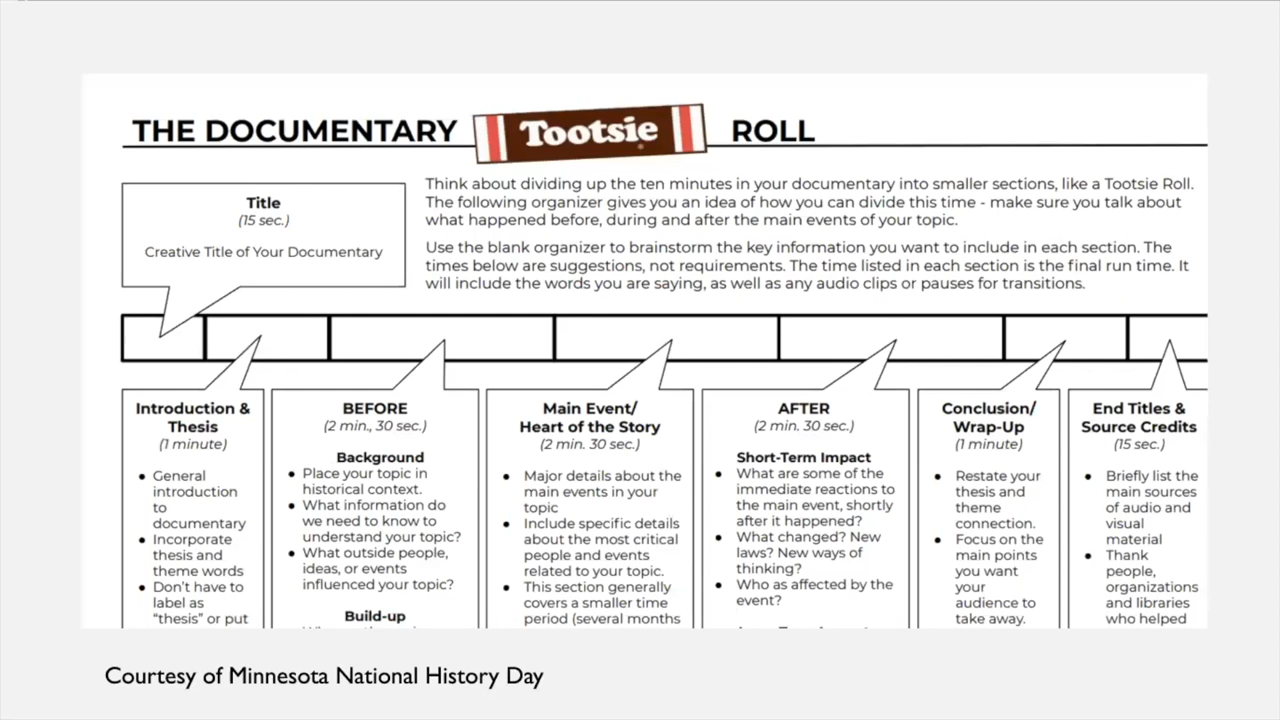 THE DOCUMENTARY Tootsie ROLL
Title
(15 sec.)
Creative Title of Your Documentary
Think about dividing up the ten minutes in your documentary into smaller sections, like a Tootsie Roll.
The following organizer gives you an idea of how you can divide this time - make sure you talk about
what happened before, during and after the main events of your topic.
Use the blank organizer to brainstorm the key information you want to include in each section. The
times below are suggestions, not requirements. The time listed in each section is the final run time. It
will include the words you are saying, as well as any audio clips or pauses for transitions.
Introduction &
Thesis
(1 minute)
• General
introduction
to
documentary
• Incorporate
thesis and
theme words
• Don't have to
label as
"thesis" or put
BEFORE
(2 min., 30 sec.)
Background
• Place your topic in
historical context.
• What information do
we need to know to
understand your topic?
• What outside people,
ideas, or events
influenced your topic?
Build-up
Main Event/
Heart of the Story
(2 min. 30 sec.)
• Major details about the
main events in your
topic
• Include specific details
about the most critical
people and events
related to your topic.
• This section generally
covers a smaller time
period (several months
AFTER
(2 min. 30 sec.)
Short-Term Impact
• What are some of the
immediate reactions to
the main event, shortly
after it happened?
• What changed? New
laws? New ways of
thinking?
• Who as affected by the
event?
Conclusion/
Wrap-Up
(1 minute)
• Restate your
thesis and
theme
connection.
• Focus on the
main points
you want
your
audience to
take away.
End Titles &
Source Credits
(15 sec.)
• Briefly list the
main sources
of audio and
visual
material
• Thank
people,
organizations
and libraries
who helped
Courtesy of Minnesota National History Day